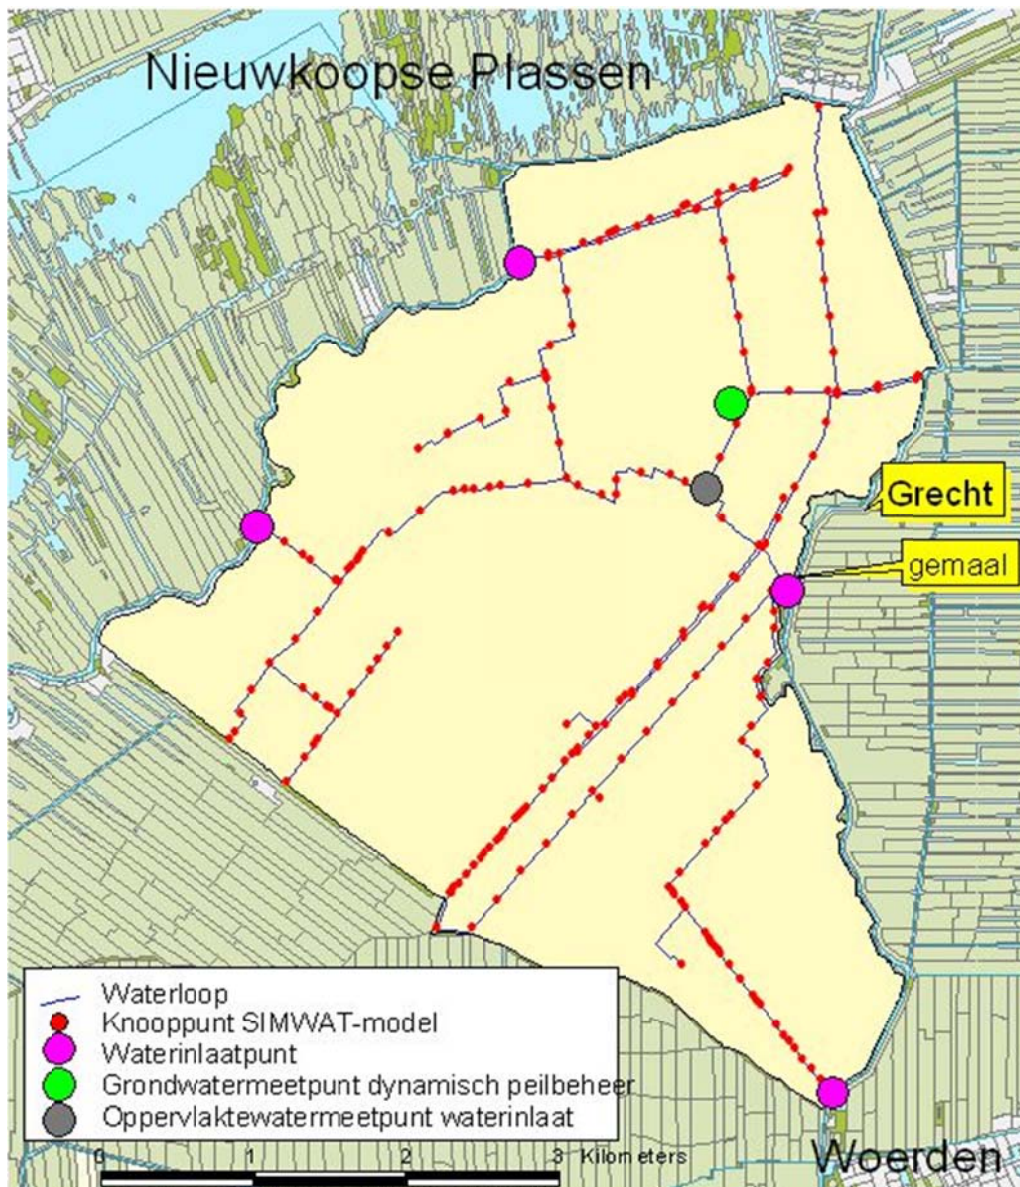 Nieuwkoopse Plassen
Grecht
gemaal
Waterloop
Knooppunt SIMWAT-model
Waterinlaatpunt
Grondwatermeetpunt dynamisch peilbeheer
Oppervlaktewatermeetpunt waterinlaat
0 1 2 3 Kilometers
Woerden